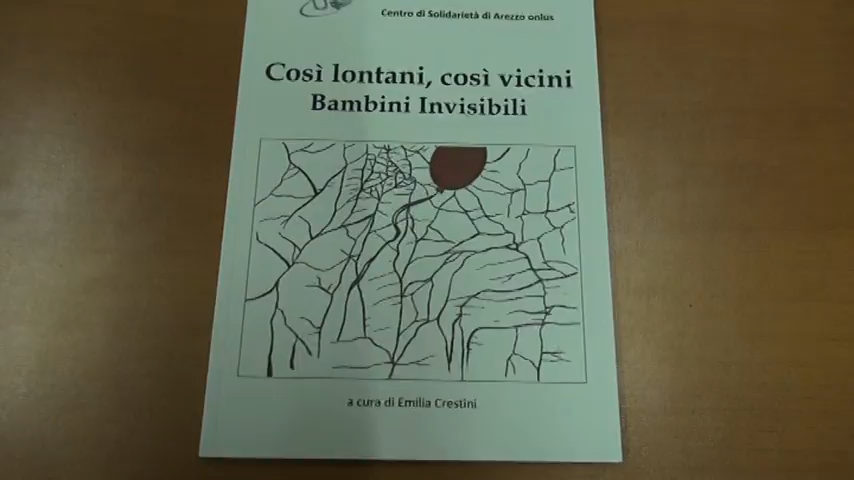 Centro di Solidarietà di Arezzo onlus
Così lontani, così vicini
Bambini Invisibili
a cura di Emilia Crestini